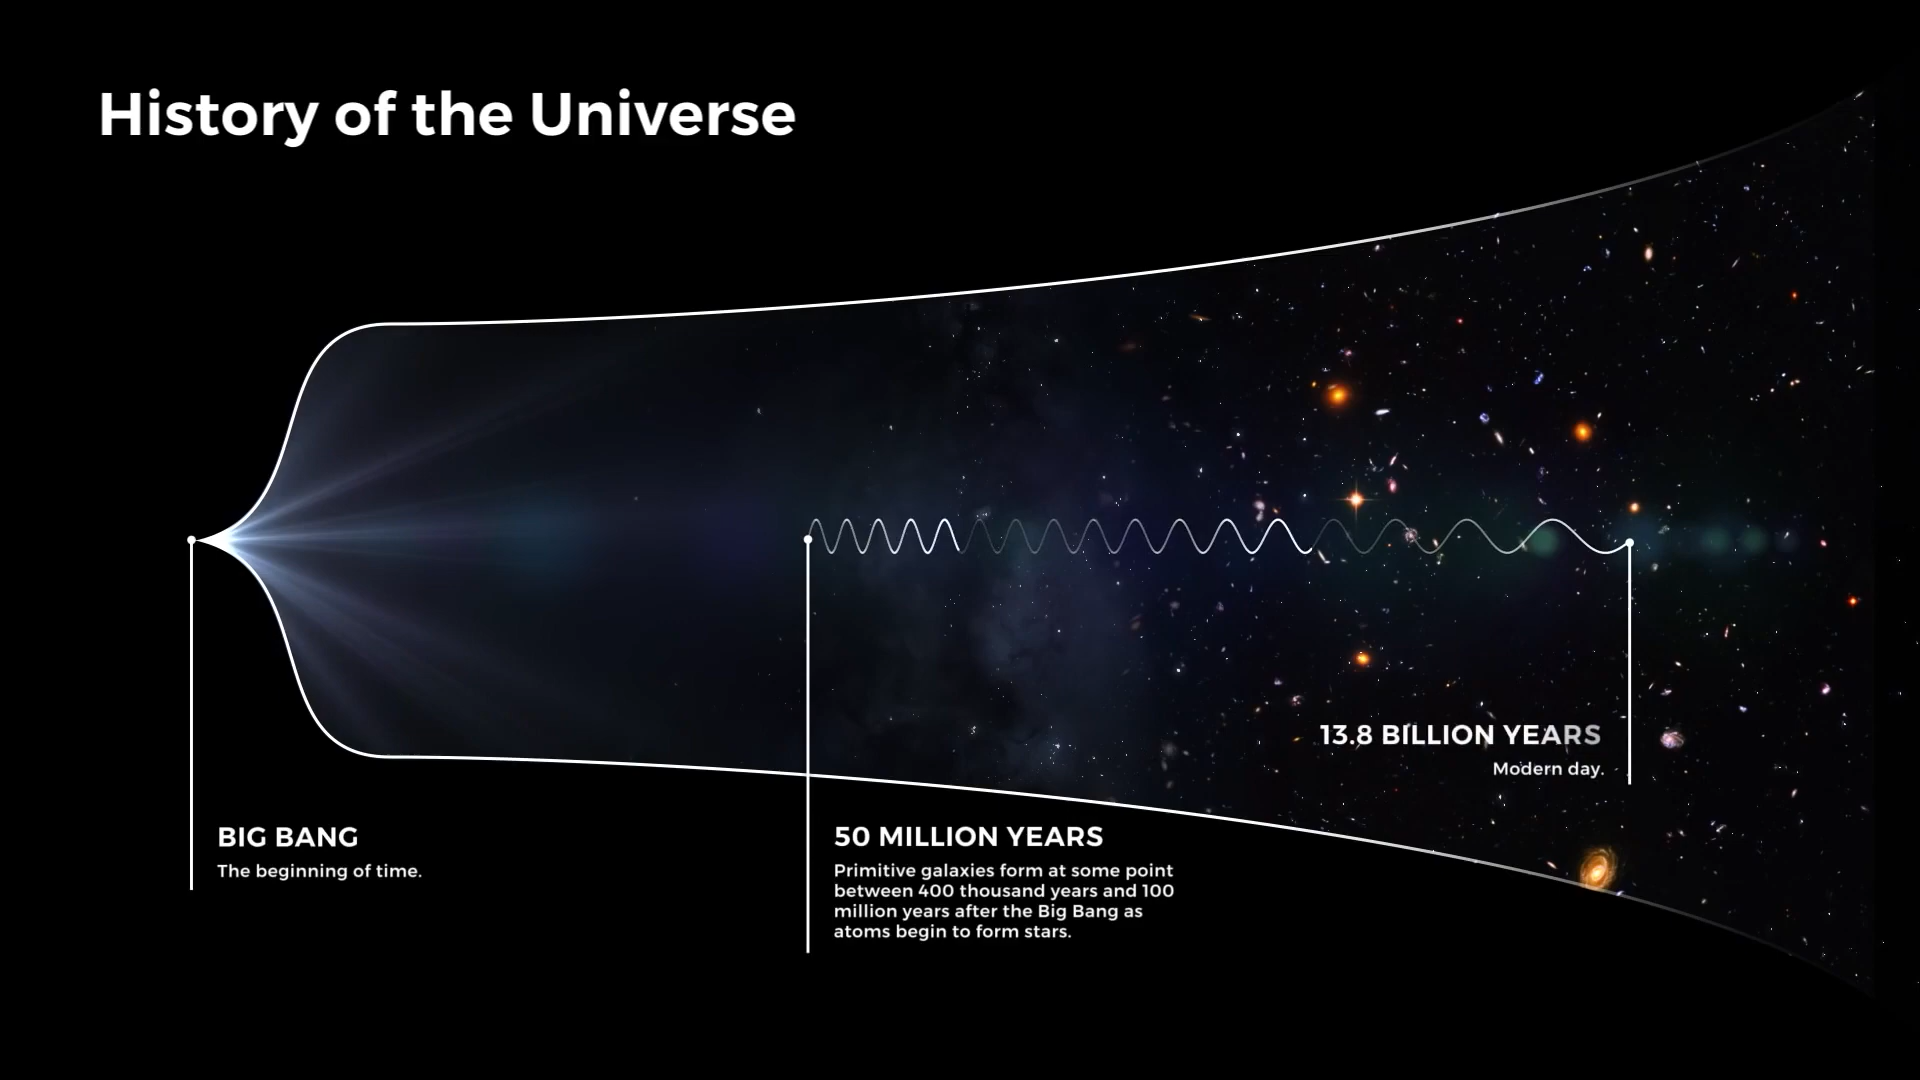 History of the Universe
13.8 BILLION YEARS
Modern day.
BIG BANG
The beginning of time.
50 MILLION YEARS
Primitive galaxies form at some point
between 400 thousand years and 100
million years after the Big Bang as
atoms begin to form stars.